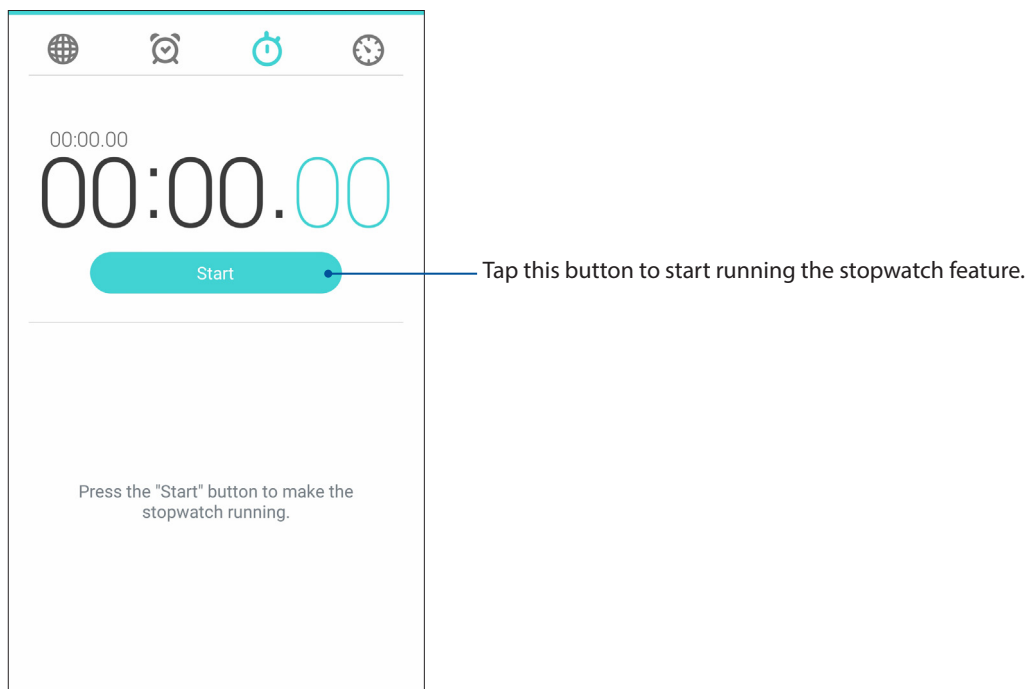 00:00.00
00:00.00
Start
Tap this button to start running the stopwatch feature.
Press the "Start" button to make the
stopwatch running.